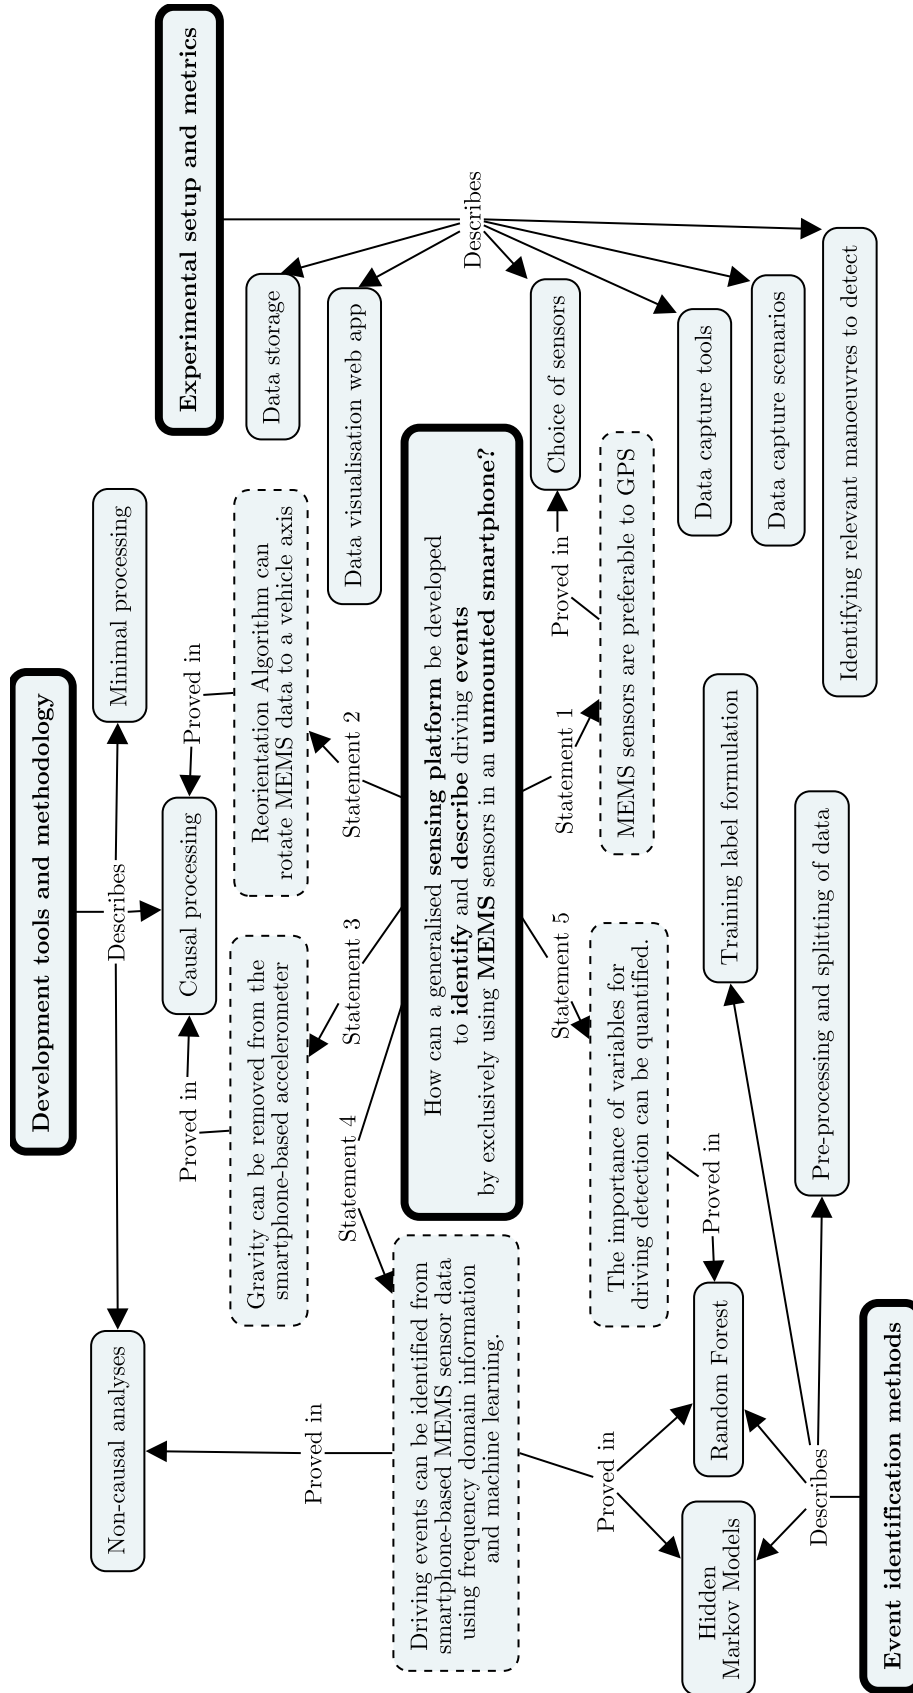 Development tools and methodology
Experimental setup and metrics
Describes
Non-causal analyses
Minimal processing
Causal processing
Proved in
Proved in
Gravity can be removed from the
smartphone-based accelerometer
Reorientation Algorithm can
rotate MEMS data to a vehicle axis
Data storage
Data visualisation web app
Describes
Proved in
Statement 4
Statement 3
Statement 2
Driving events can be identified from
smartphone-based MEMS sensor data
using frequency domain information
and machine learning.
How can a generalised sensing platform be developed
to identify and describe driving events
by exclusively using MEMS sensors in an unmounted smartphone?
Choice of sensors
Proved in
Statement 5
Statement 1
The importance of variables for
driving detection can be quantified.
MEMS sensors are preferable to GPS
Proved in
Proved in
Data capture tools
Hidden
Markov Models
Random Forest
Training label formulation
Data capture scenarios
Describes
Pre-processing and splitting of data
Identifying relevant manoeuvres to detect
Event identification methods